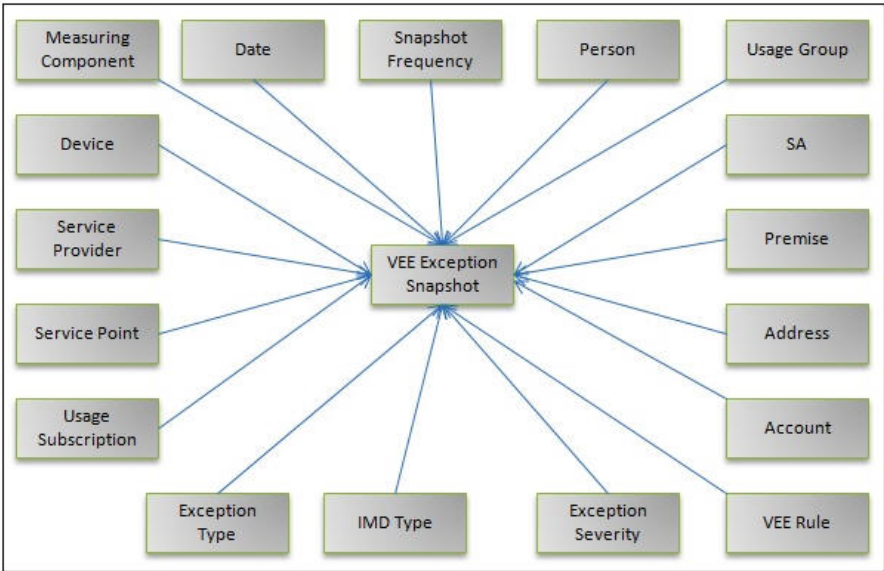 Measuring
Component
Date
Snapshot
Frequency
Person
Usage Group
Device
SA
Service
Provider
Premise
VEE Exception
Snapshot
Service Point
Address
Usage
Subscription
Account
Exception
Type
IMD Type
Exception
Severity
VEE Rule